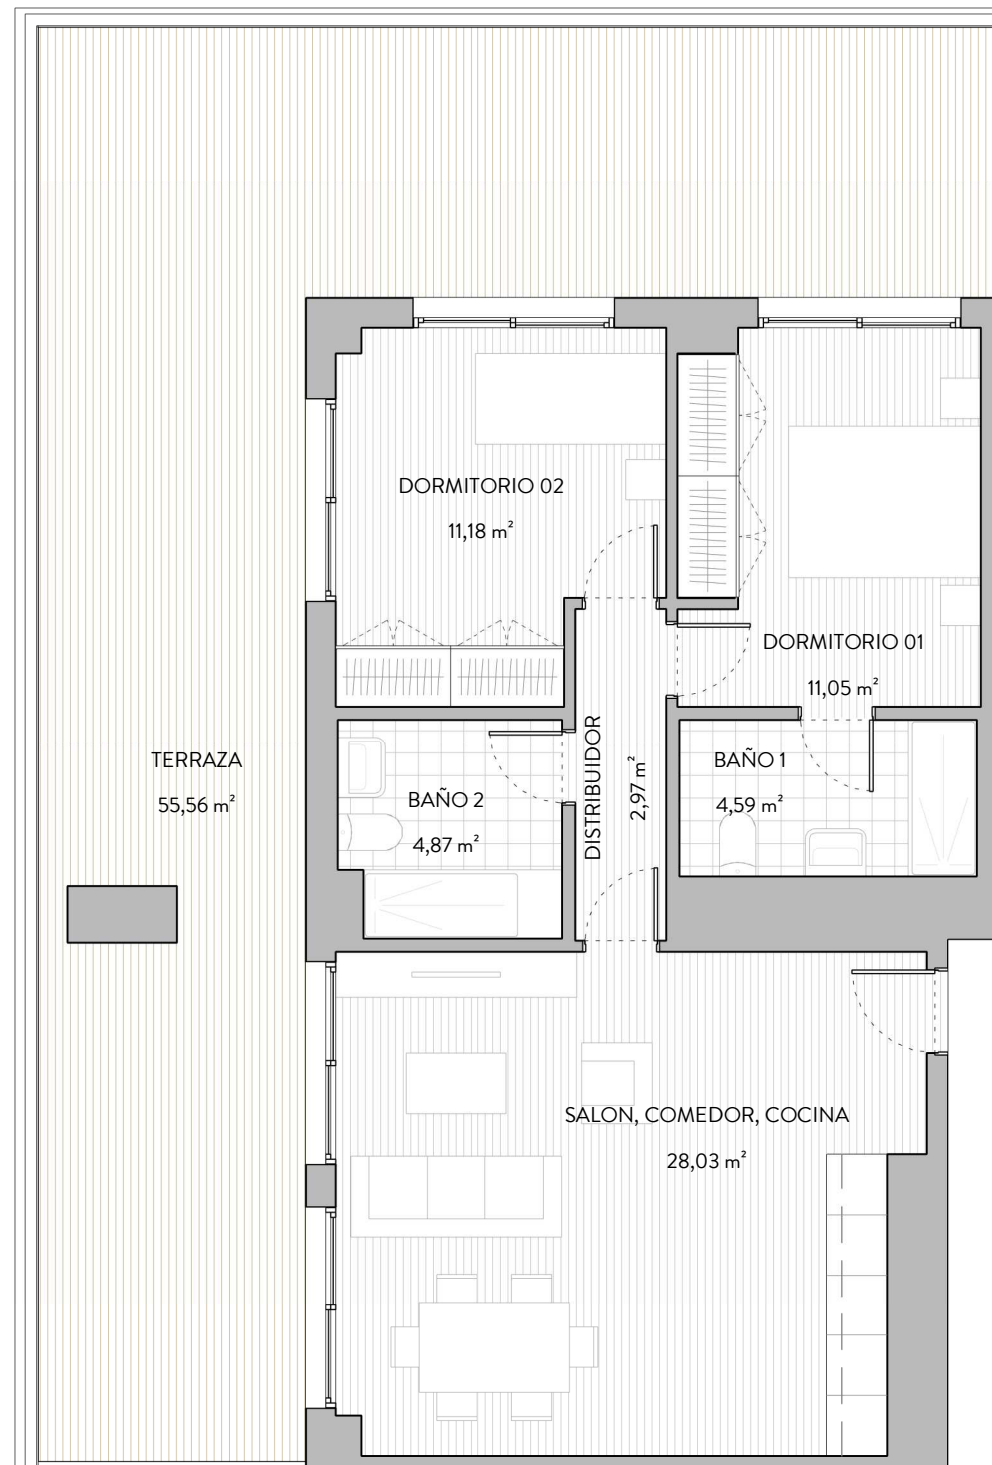 DORMITORIO 02
11,18 m²
DORMITORIO 01
11,05 m²
TERRAZA
55,56 m²
BAÑO 2
4,87 m²
DISTRIBUIDOR
2,97 m²
BAÑO 1
4,59 m²
SALON, COMEDOR, COCINA
28,03 m²